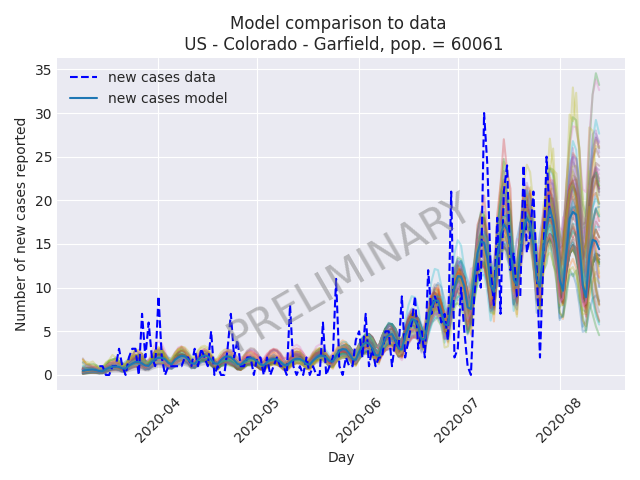 Model comparison to data
US - Colorado - Garfield, pop. = 60061
new cases data
new cases model
PRELIMINARY
Number of new cases reported
35
30
25
20
15
10
5
0
2020-04
2020-05
2020-06
2020-07
2020-08
Day